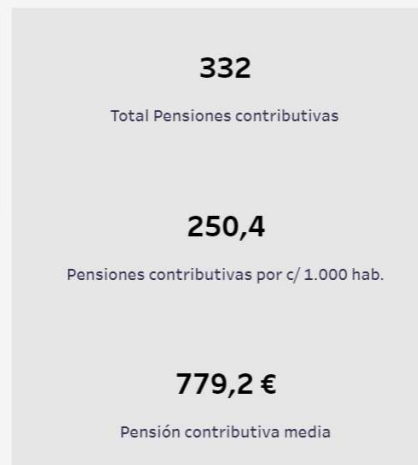 332
Total Pensiones contributivas
250,4
Pensiones contributivas por c/ 1.000 hab.
779,2 €
Pensión contributiva media